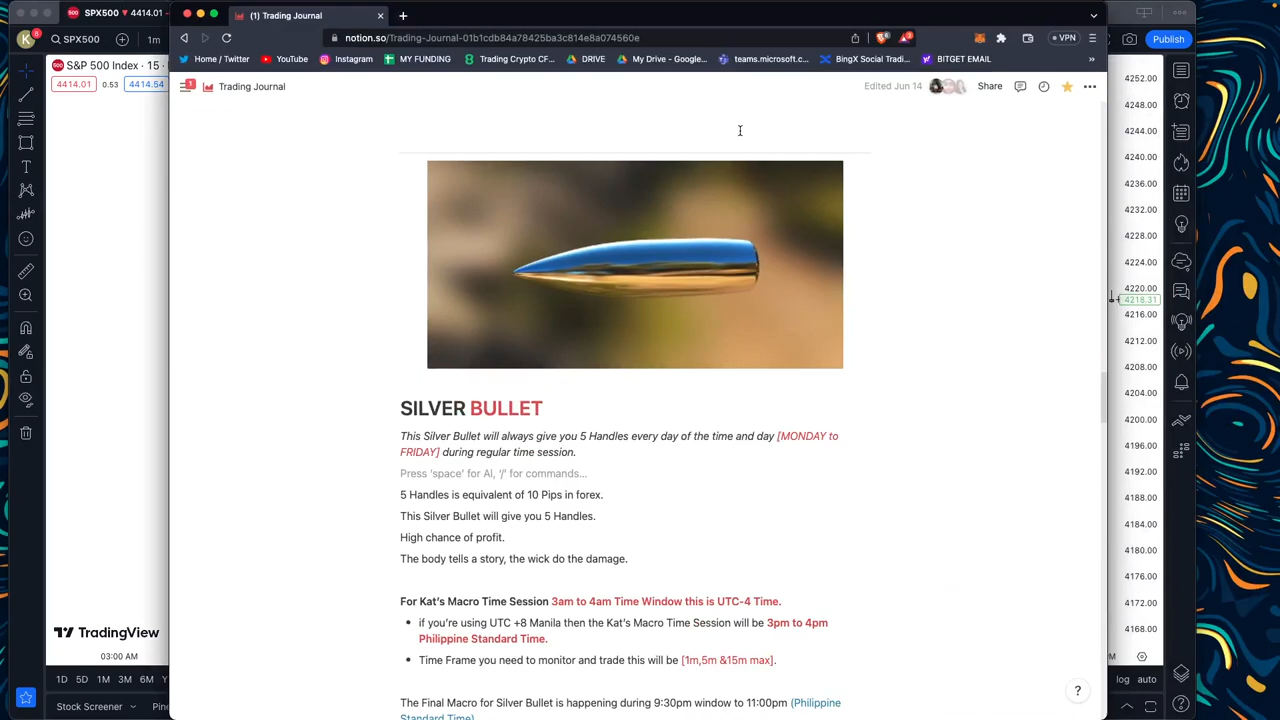 SPX500 ▼ 4414.01
(1) Trading Journal
notion.so/Trading-Journal-01b1cdb84a78425ba3c814e8a074560e
VPN
Home / Twitter
YouTube
Instagram
MY FUNDING
Trading Crypto CF...
DRIVE
My Drive - Google...
teams.microsoft.c...
BingX Social Tradi...
BITGET EMAIL
»
K
8
SPX500
1m
Publish
S&P 500 Index · 15 ·
4414.01
0.53
4414.54
1
Trading Journal
Edited Jun 14
Share
SILVER BULLET
This Silver Bullet will always give you 5 Handles every day of the time and day [MONDAY to
FRIDAY] during regular time session.
Press 'space' for AI, '/' for commands...
5 Handles is equivalent of 10 Pips in forex.
This Silver Bullet will give you 5 Handles.
High chance of profit.
The body tells a story, the wick do the damage.
For Kat's Macro Time Session 3am to 4am Time Window this is UTC-4 Time.
• if you're using UTC +8 Manila then the Kat's Macro Time Session will be 3pm to 4pm
Philippine Standard Time.
• Time Frame you need to monitor and trade this will be [1m,5m &15m max].
The Final Macro for Silver Bullet is happening during 9:30pm window to 11:00pm (Philippine
Standard Time)
?
4252.00
4248.00
4244.00
4240.00
4236.00
4232.00
4228.00
4224.00
4220.00
4218.31
4216.00
4212.00
4208.00
4204.00
4200.00
4196.00
4192.00
4188.00
4184.00
4180.00
4176.00
4172.00
4168.00
TradingView
03:00 AM
1D 5D 1M 3M 6M
log auto
Stock Screener